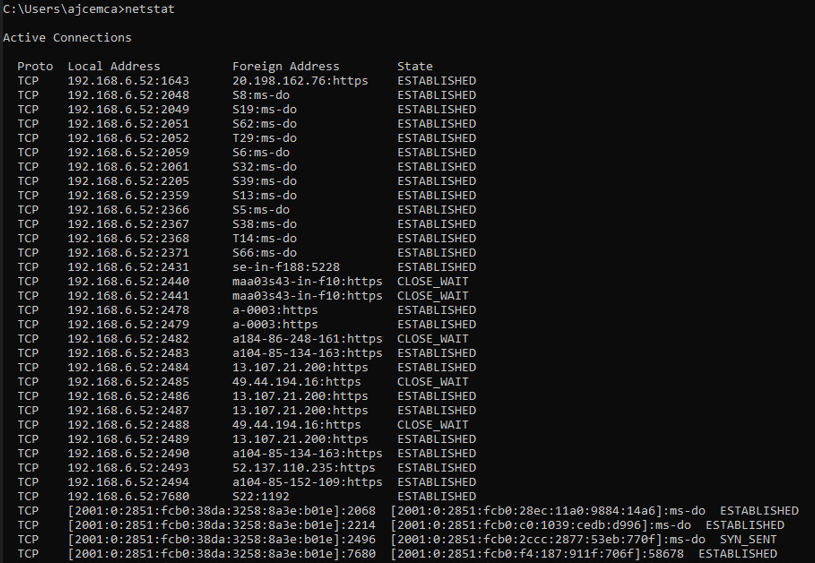 C:\Users\ajcemca>netstat
Active Connections
Proto Local Address Foreign Address State
TCP 192.168.6.52:1643 20.198.162.76:https ESTABLISHED
TCP 192.168.6.52:2048 S8:ms-do ESTABLISHED
TCP 192.168.6.52:2049 S19:ms-do ESTABLISHED
TCP 192.168.6.52:2051 S62:ms-do ESTABLISHED
TCP 192.168.6.52:2052 T29:ms-do ESTABLISHED
TCP 192.168.6.52:2059 S6:ms-do ESTABLISHED
TCP 192.168.6.52:2061 S32:ms-do ESTABLISHED
TCP 192.168.6.52:2205 S39:ms-do ESTABLISHED
TCP 192.168.6.52:2359 S13:ms-do ESTABLISHED
TCP 192.168.6.52:2366 S5:ms-do ESTABLISHED
TCP 192.168.6.52:2367 S38:ms-do ESTABLISHED
TCP 192.168.6.52:2368 T14:ms-do ESTABLISHED
TCP 192.168.6.52:2371 S66:ms-do ESTABLISHED
TCP 192.168.6.52:2431 se-in-f188:5228 ESTABLISHED
TCP 192.168.6.52:2440 maa03s43-in-f10:https CLOSE_WAIT
TCP 192.168.6.52:2441 maa03s43-in-f10:https CLOSE_WAIT
TCP 192.168.6.52:2478 a-0003:https ESTABLISHED
TCP 192.168.6.52:2479 a-0003:https ESTABLISHED
TCP 192.168.6.52:2482 a184-86-248-161:https CLOSE_WAIT
TCP 192.168.6.52:2483 a104-85-134-163:https ESTABLISHED
TCP 192.168.6.52:2484 13.107.21.200:https ESTABLISHED
TCP 192.168.6.52:2485 49.44.194.16:https CLOSE_WAIT
TCP 192.168.6.52:2486 13.107.21.200:https ESTABLISHED
TCP 192.168.6.52:2487 13.107.21.200:https ESTABLISHED
TCP 192.168.6.52:2488 49.44.194.16:https CLOSE_WAIT
TCP 192.168.6.52:2489 13.107.21.200:https ESTABLISHED
TCP 192.168.6.52:2490 a104-85-134-163:https ESTABLISHED
TCP 192.168.6.52:2493 52.137.110.235:https ESTABLISHED
TCP 192.168.6.52:2494 a104-85-152-109:https ESTABLISHED
TCP 192.168.6.52:7680 S22:1192 ESTABLISHED
TCP [2001:0:2851:fcb0:38da:3258:8a3e:b01e]:2068 [2001:0:2851:fcb0:28ec:11a0:9884:14a6]:ms-do ESTABLISHED
TCP [2001:0:2851:fcb0:38da:3258:8a3e:b01e]:2214 [2001:0:2851:fcb0:c0:1039:cedb:d996]:ms-do ESTABLISHED
TCP [2001:0:2851:fcb0:38da:3258:8a3e:b01e]:2496 [2001:0:2851:fcb0:2ccc:2877:53eb:770f]:ms-do SYN_SENT
TCP [2001:0:2851:fcb0:38da:3258:8a3e:b01e]:7680 [2001:0:2851:fcb0:f4:187:911f:706f]:58678 ESTABLISHED